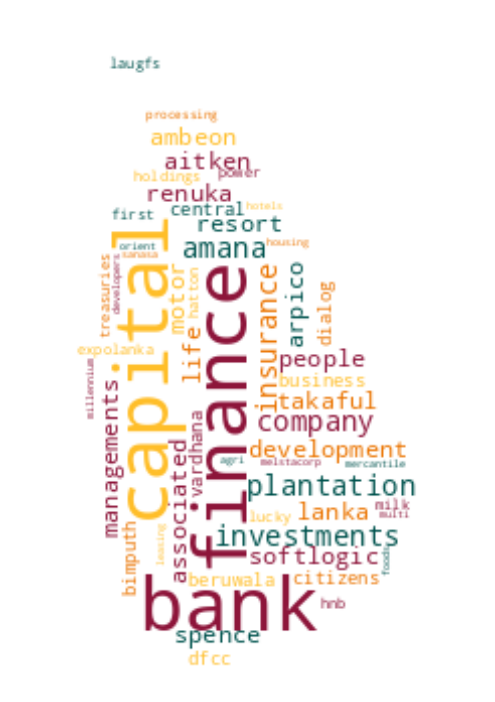 laugfs
processing
ambeon
aitken
power
holdings
renuka
central
hotels
first
resort
orient
sanasa
amana
housing
capital
finance
treasuries
developers
motor
hatton
insurance
arpico
dialog
life
expolanka
people
millennium
business
takaful
managements
vardhana
company
associated
development
agri
melstacorp
mercantile
plantation
milk
multi
lucky
lanka
bimputh
leasing
investments
softlogic
foods
beruwala
citizens
bank
hnb
spence
dfcc